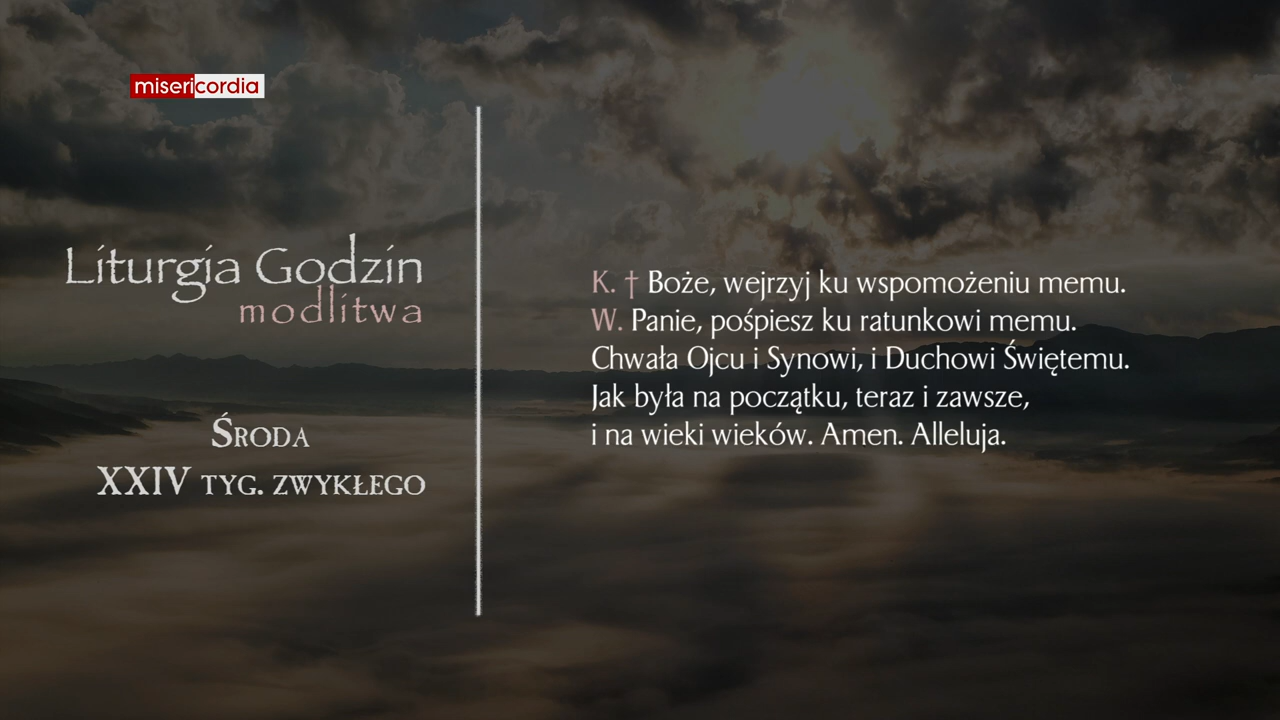 misericordia
Liturgia Godzin
modlitwa
Środa
XXIV tyg. zwykłego
K. † Boże, wejrzyj ku wspomożeniu memu.
W. Panie, pośpiesz ku ratunkowi memu.
Chwała Ojcu i Synowi, i Duchowi Świętemu.
Jak była na początku, teraz i zawsze,
i na wieki wieków. Amen. Alleluja.